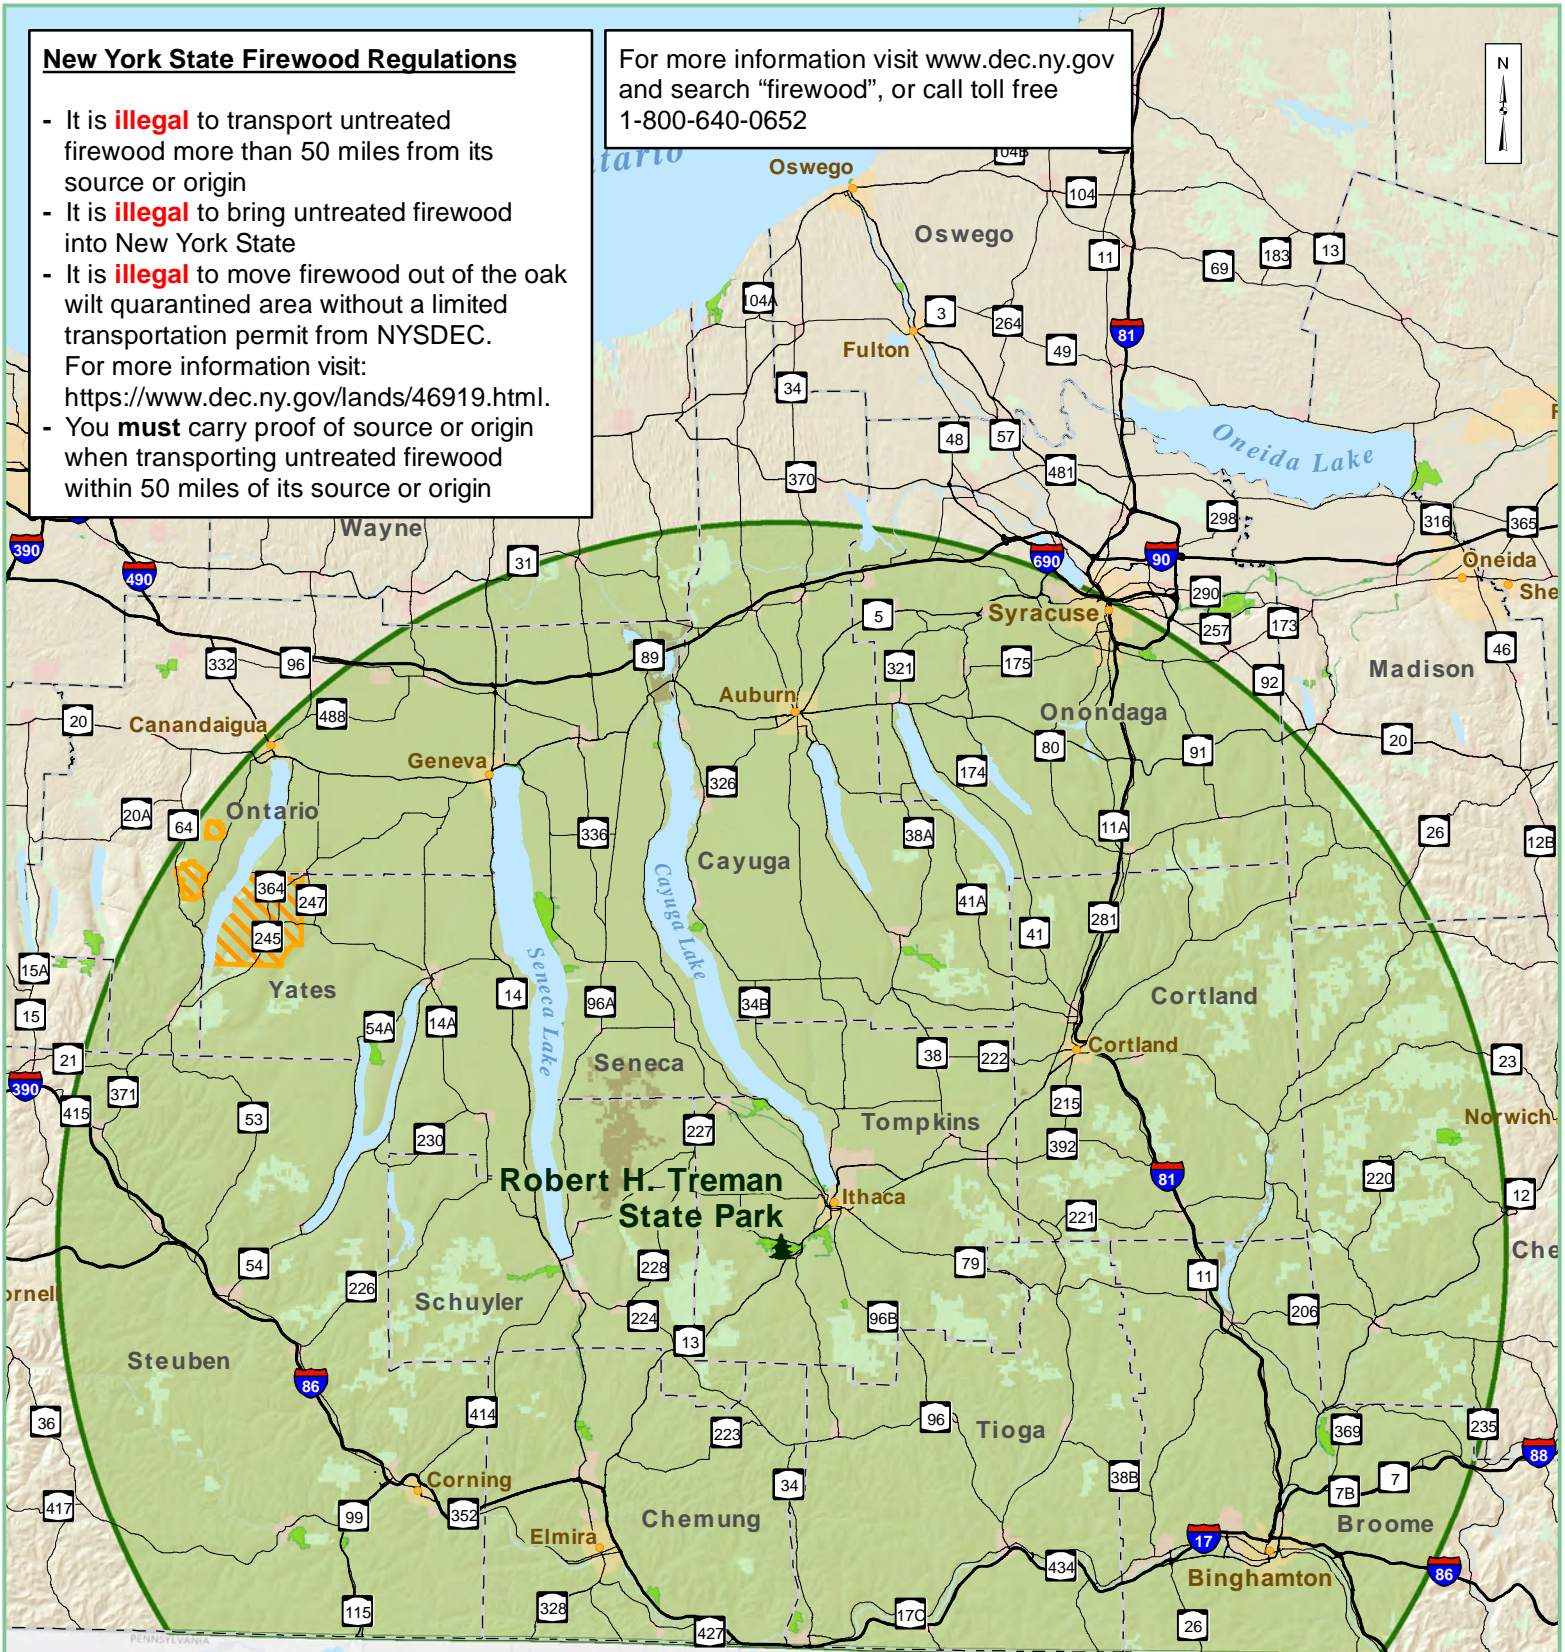 New York State Firewood Regulations
- It is illegal to transport untreated
firewood more than 50 miles from its
source or origin
- It is illegal to bring untreated firewood
into New York State
- It is illegal to move firewood out of the oak
wilt quarantined area without a limited
transportation permit from NYSDEC.
For more information visit:
https://www.dec.ny.gov/lands/46919.html.
- You must carry proof of source or origin
when transporting untreated firewood
within 50 miles of its source or origin
For more information visit www.dec.ny.gov
and search “firewood”, or call toll free
1-800-640-0652
N
tario
104B
Oswego
104
Oswego
11
69
183
13
104A
3
264
81
Fulton
49
34
48
57
Oneida Lake
481
370
298
316
365
Wayne
390
490
31
690
90
Oneida
She
290
5
Syracuse
257
173
46
332
96
89
321
175
92
Madison
20
Canandaigua
488
Auburn
Onondaga
80
91
20
Geneva
326
174
20A
64
Ontario
336
38A
11A
26
12B
Cayuga
364
247
Cayuga Lake
41A
281
41
245
15A
Yates
14
Seneca Lake
96A
34B
Cortland
15
54A
14A
21
Seneca
38
222
Cortland
23
390
371
415
53
215
Norwich
230
227
Tompkins
392
Robert H. Treman
State Park
81
220
12
Ithaca
221
54
226
228
79
11
Che
ornell
Schuyler
224
96B
206
13
Steuben
86
36
414
223
96
Tioga
369
235
88
Corning
34
38B
7
7B
417
99
352
Chemung
Broome
Elmira
17
434
Binghamton
86
115
328
17C
427
26
PENNSYLVANIA